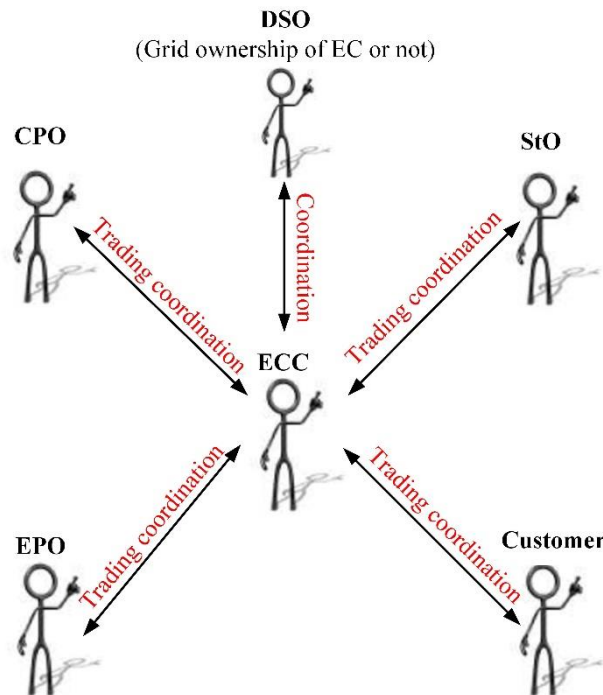 DSO
(Grid ownership of EC or not)
CPO
StO
Trading coordination
Coordination
Trading coordination
ECC
Trading coordination
Trading coordination
EPO
Customer